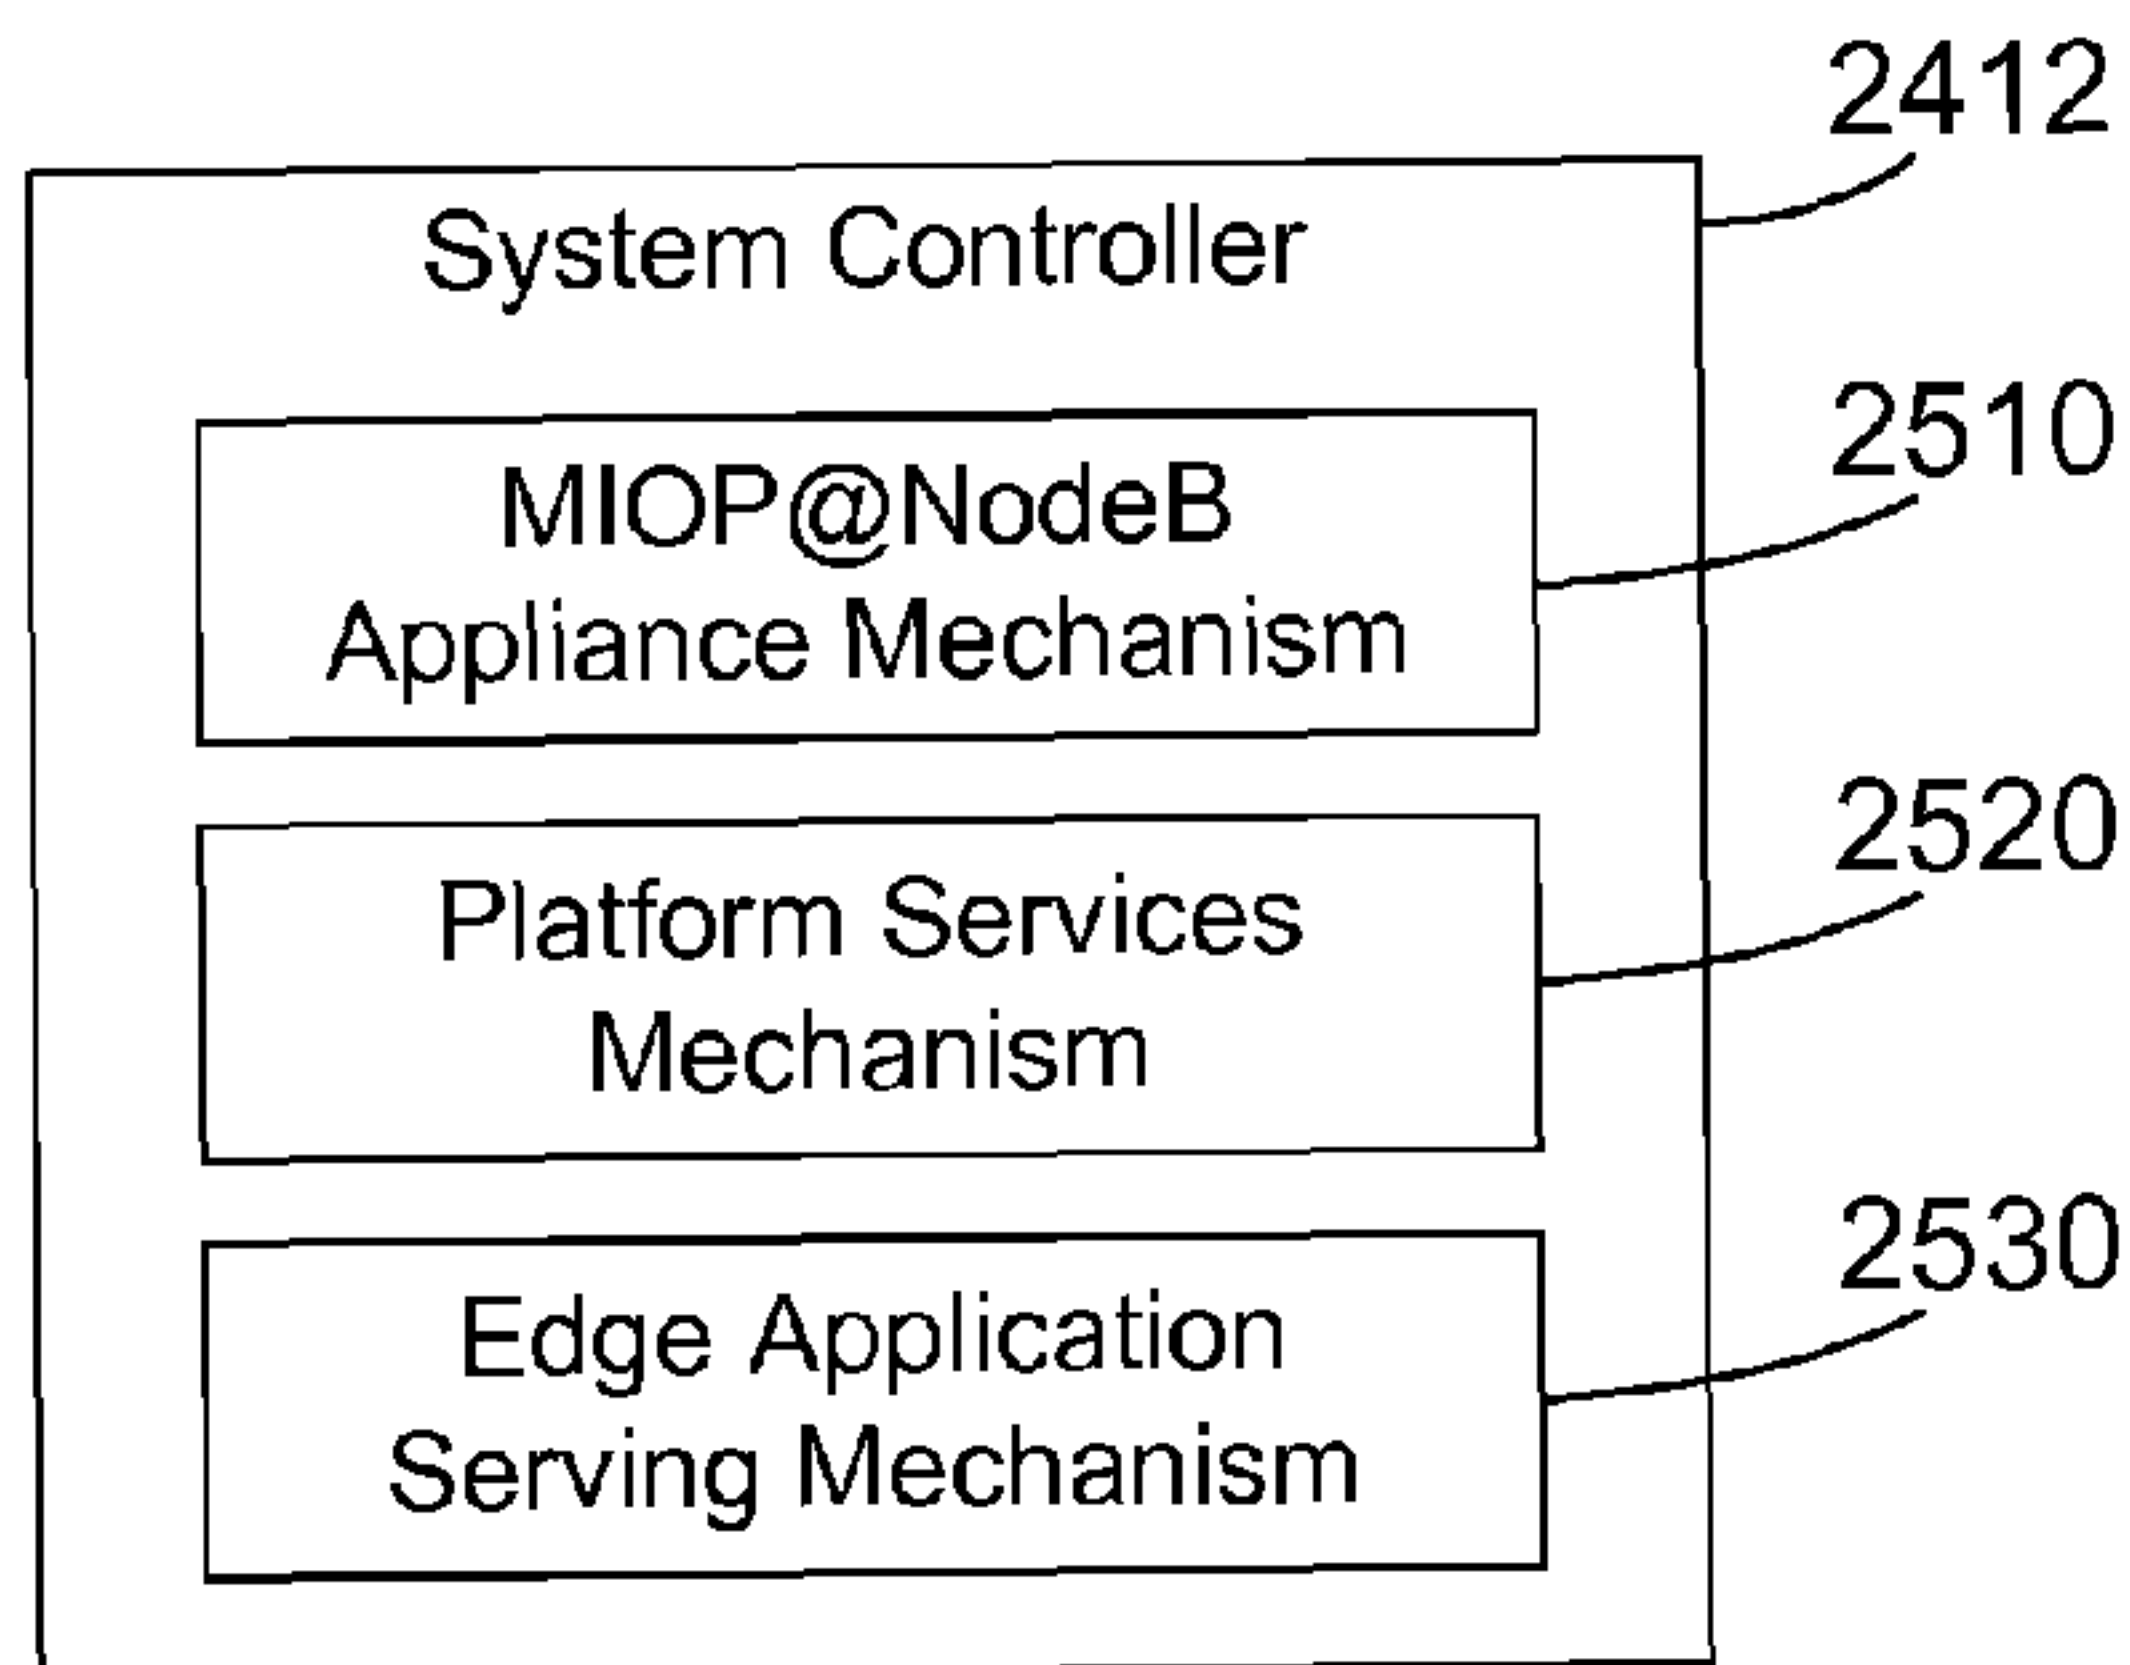 2412
System Controller
2510
MIOP@NodeB
Appliance Mechanism
2520
Platform Services
Mechanism
2530
Edge Application
Serving Mechanism